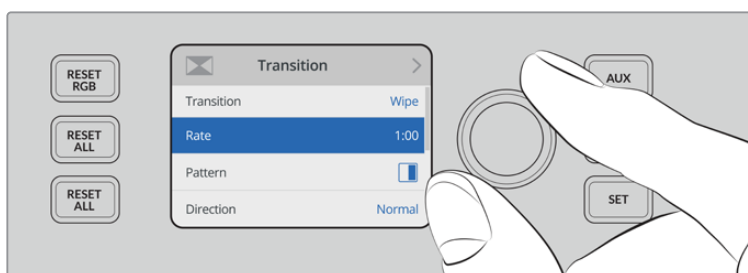 RESET
RGB
RESET
ALL
RESET
ALL
Transition
Transition Wipe
Rate 1:00
Pattern
Direction Normal
AUX
SET